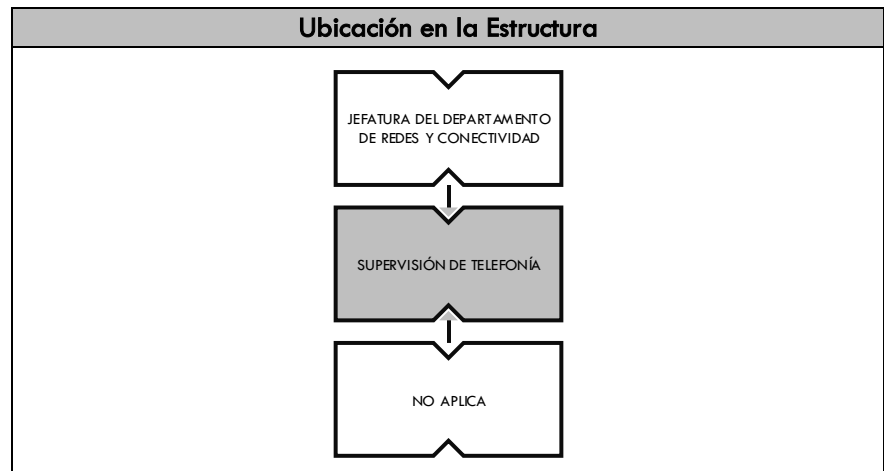 Ubicación en la Estructura
JEFATURA DEL DEPARTAMENTO
DE REDES Y CONECTIVIDAD
SUPERVISIÓN DE TELEFONÍA
NO APLICA